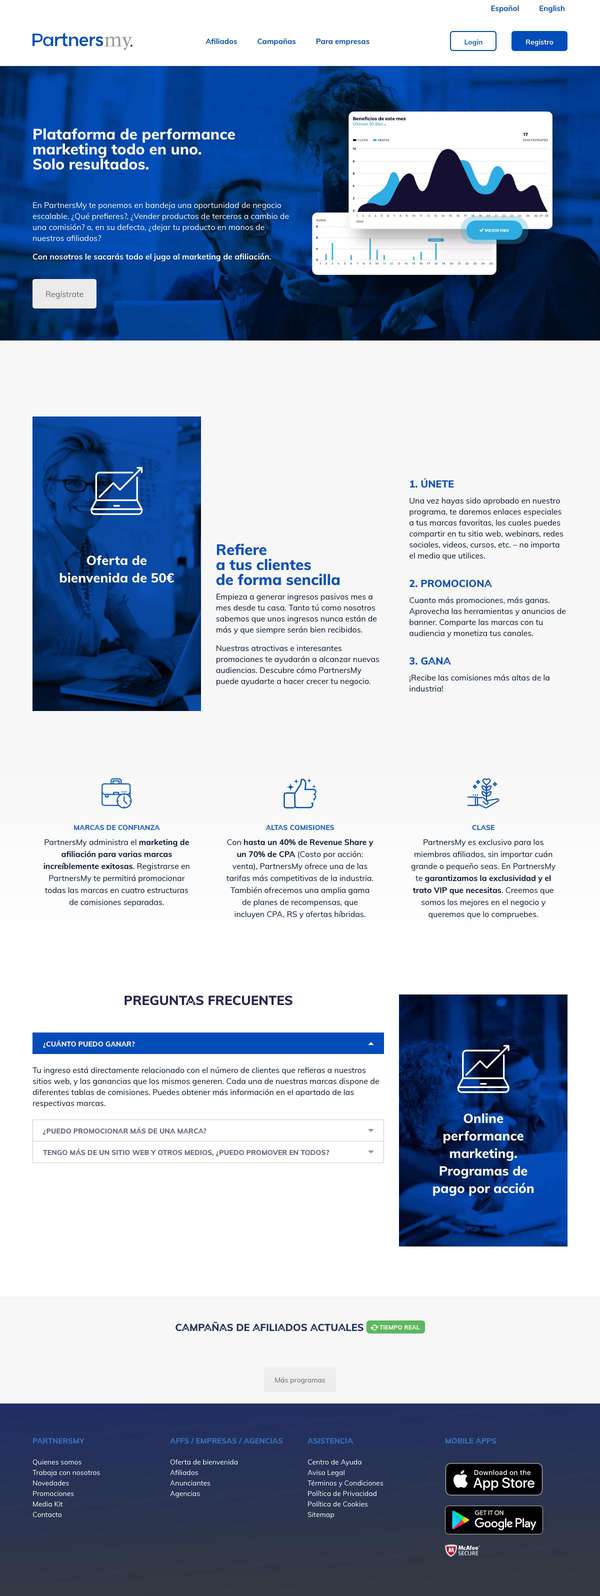 Español English
Partnersmy.
Afiliados Campañas Para empresas Login Registro
Plataforma de performance
marketing todo en uno.
Solo resultados.
En PartnersMy te ponemos en bandeja una oportunidad de negocio
escalable. ¿Qué prefieres?, ¿Vender productos de terceros a cambio de
una comisión? o, en su defecto, ¿dejar tu producto en manos de
nuestros afiliados?
Con nosotros le sacarás todo el jugo al marketing de afiliación.
Regístrate
Beneficios de este mes
17
MEJOR MES
Oferta de
bienvenida de 50€
Refiere
a tus clientes
de forma sencilla
Empieza a generar ingresos pasivos mes a
mes desde tu casa. Tanto tú como nosotros
sabemos que unos ingresos nunca están de
más y que siempre serán bien recibidos.
Nuestras atractivas e interesantes
promociones te ayudarán a alcanzar nuevas
audiencias. Descubre cómo PartnersMy
puede ayudarte a hacer crecer tu negocio.
1. ÚNETE
Una vez hayas sido aprobado en nuestro
programa, te daremos enlaces especiales
a tus marcas favoritas, los cuales puedes
compartir en tu sitio web, webinars, redes
sociales, videos, cursos, etc. – no importa
el medio que utilices.
2. PROMOCIONA
Cuanto más promociones, más ganas.
Aprovecha las herramientas y anuncios de
banner. Comparte las marcas con tu
audiencia y monetiza tus canales.
3. GANA
¡Recibe las comisiones más altas de la
industria!
MARCAS DE CONFIANZA
PartnersMy administra el marketing de
afiliación para varias marcas
increíblemente exitosas. Registrarse en
PartnersMy te permitirá promocionar
todas las marcas en cuatro estructuras
de comisiones separadas.
ALTAS COMISIONES
Con hasta un 40% de Revenue Share y
un 70% de CPA (Costo por acción:
venta), PartnersMy ofrece una de las
tarifas más competitivas de la industria.
También ofrecemos una amplia gama
de planes de recompensas, que
incluyen CPA, RS y ofertas híbridas.
CLASE
PartnersMy es exclusivo para los
miembros afiliados, sin importar cuán
grande o pequeño seas. En PartnersMy
te garantizamos la exclusividad y el
trato VIP que necesitas. Creemos que
somos los mejores en el negocio y
queremos que lo compruebes.
PREGUNTAS FRECUENTES
¿CUÁNTO PUEDO GANAR?
Tu ingreso está directamente relacionado con el número de clientes que refieras a nuestros
sitios web, y las ganancias que los mismos generen. Cada una de nuestras marcas dispone de
diferentes tablas de comisiones. Puedes obtener más información en el apartado de las
respectivas marcas.
¿PUEDO PROMOCIONAR MÁS DE UNA MARCA?
TENGO MÁS DE UN SITIO WEB Y OTROS MEDIOS, ¿PUEDO PROMOVER EN TODOS?
Online
performance
marketing.
Programas de
pago por acción
CAMPAÑAS DE AFILIADOS ACTUALES TIEMPO REAL
Más programas
PARTNERSMY
Quienes somos
Trabaja con nosotros
Novedades
Promociones
Media Kit
Contacto
AFFS / EMPRESAS / AGENCIAS
Oferta de bienvenida
Afiliados
Anunciantes
Agencias
ASISTENCIA
Centro de Ayuda
Aviso Legal
Términos y Condiciones
Política de Privacidad
Política de Cookies
Sitemap
MOBILE APPS
Download on the
App Store
GET IT ON
Google Play
McAfee
SECURE